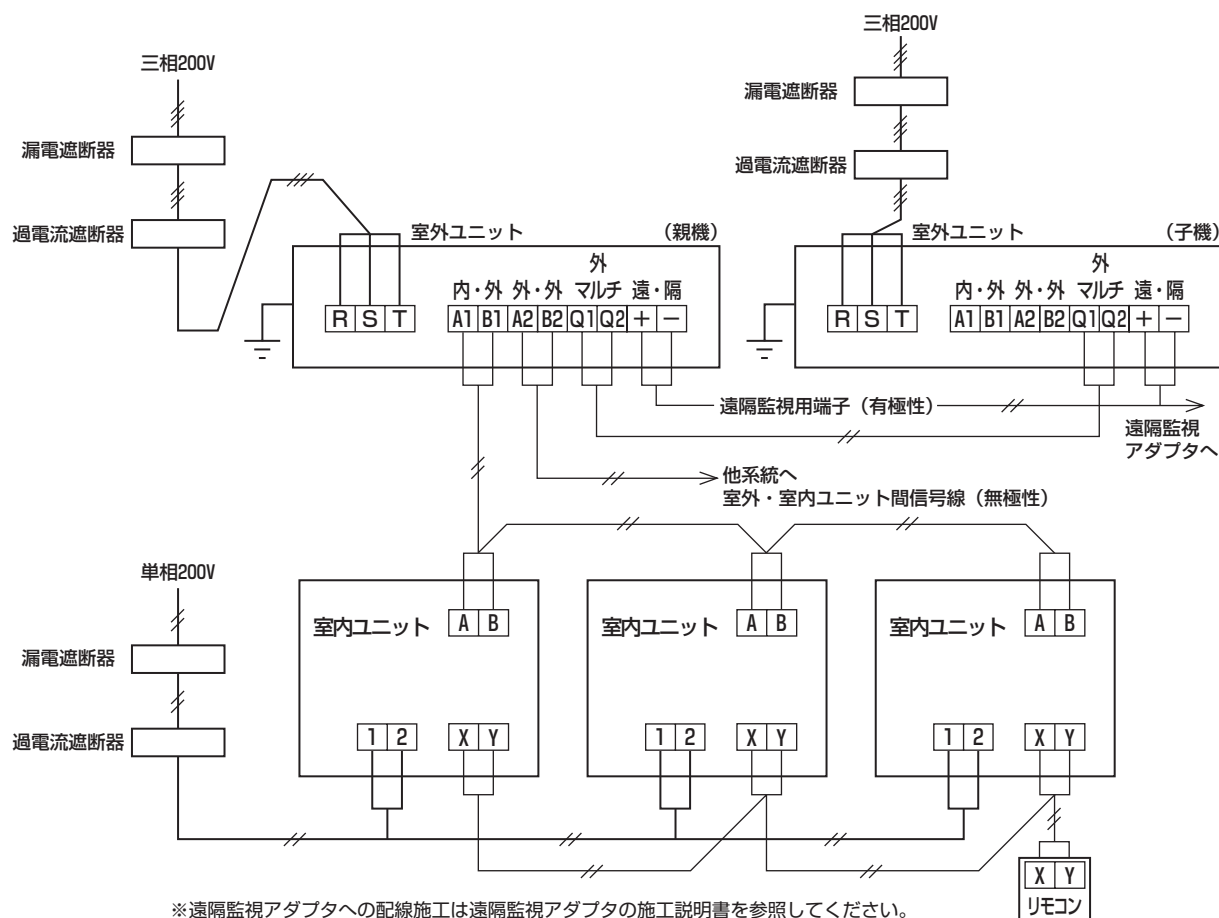 三相200V
漏電遮断器
過電流遮断器
三相200V
漏電遮断器
過電流遮断器
室外ユニット (親機)
外
内・外 外・外 マルチ 遠・隔
R S T A1 B1 A2 B2 Q1 Q2 + −
室外ユニット (子機)
外
内・外 外・外 マルチ 遠・隔
R S T A1 B1 A2 B2 Q1 Q2 + −
遠隔監視用端子（有極性）
遠隔監視
アダプタへ
他系統へ
室外・室内ユニット間信号線（無極性）
単相200V
漏電遮断器
過電流遮断器
室内ユニット A B
1 2 X Y
室内ユニット A B
1 2 X Y
室内ユニット A B
1 2 X Y
X Y
リモコン
※遠隔監視アダプタへの配線施工は遠隔監視アダプタの施工説明書を参照してください。